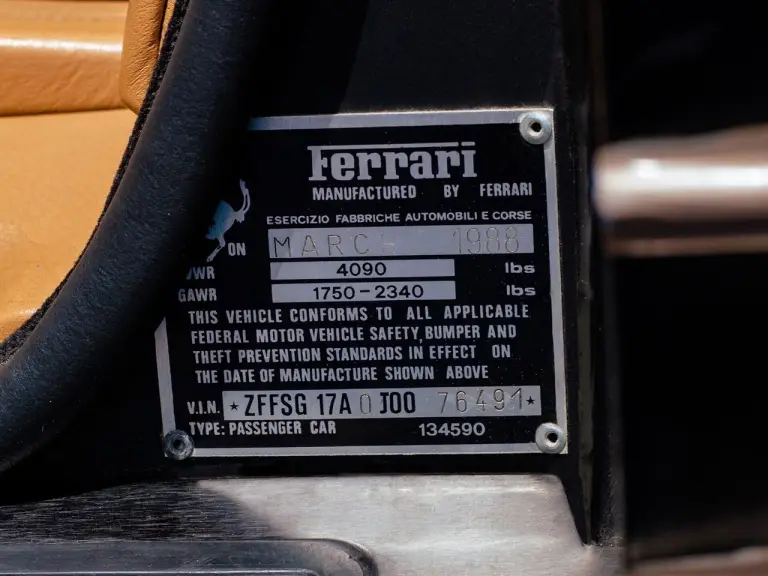 Ferrari
MANUFACTURED BY FERRARI
ESERCIZIO FABBRICHE AUTOMOBILI E CORSE
ON MARCH 1988
4090 lbs
GAWR 1750-2340 lbs
THIS VEHICLE CONFORMS TO ALL APPLICABLE
FEDERAL MOTOR VEHICLE SAFETY, BUMPER AND
THEFT PREVENTION STANDARDS IN EFFECT ON
THE DATE OF MANUFACTURE SHOWN ABOVE
V.I.N. *ZFFSG 17A 0 J00 76491*
TYPE: PASSENGER CAR 134590